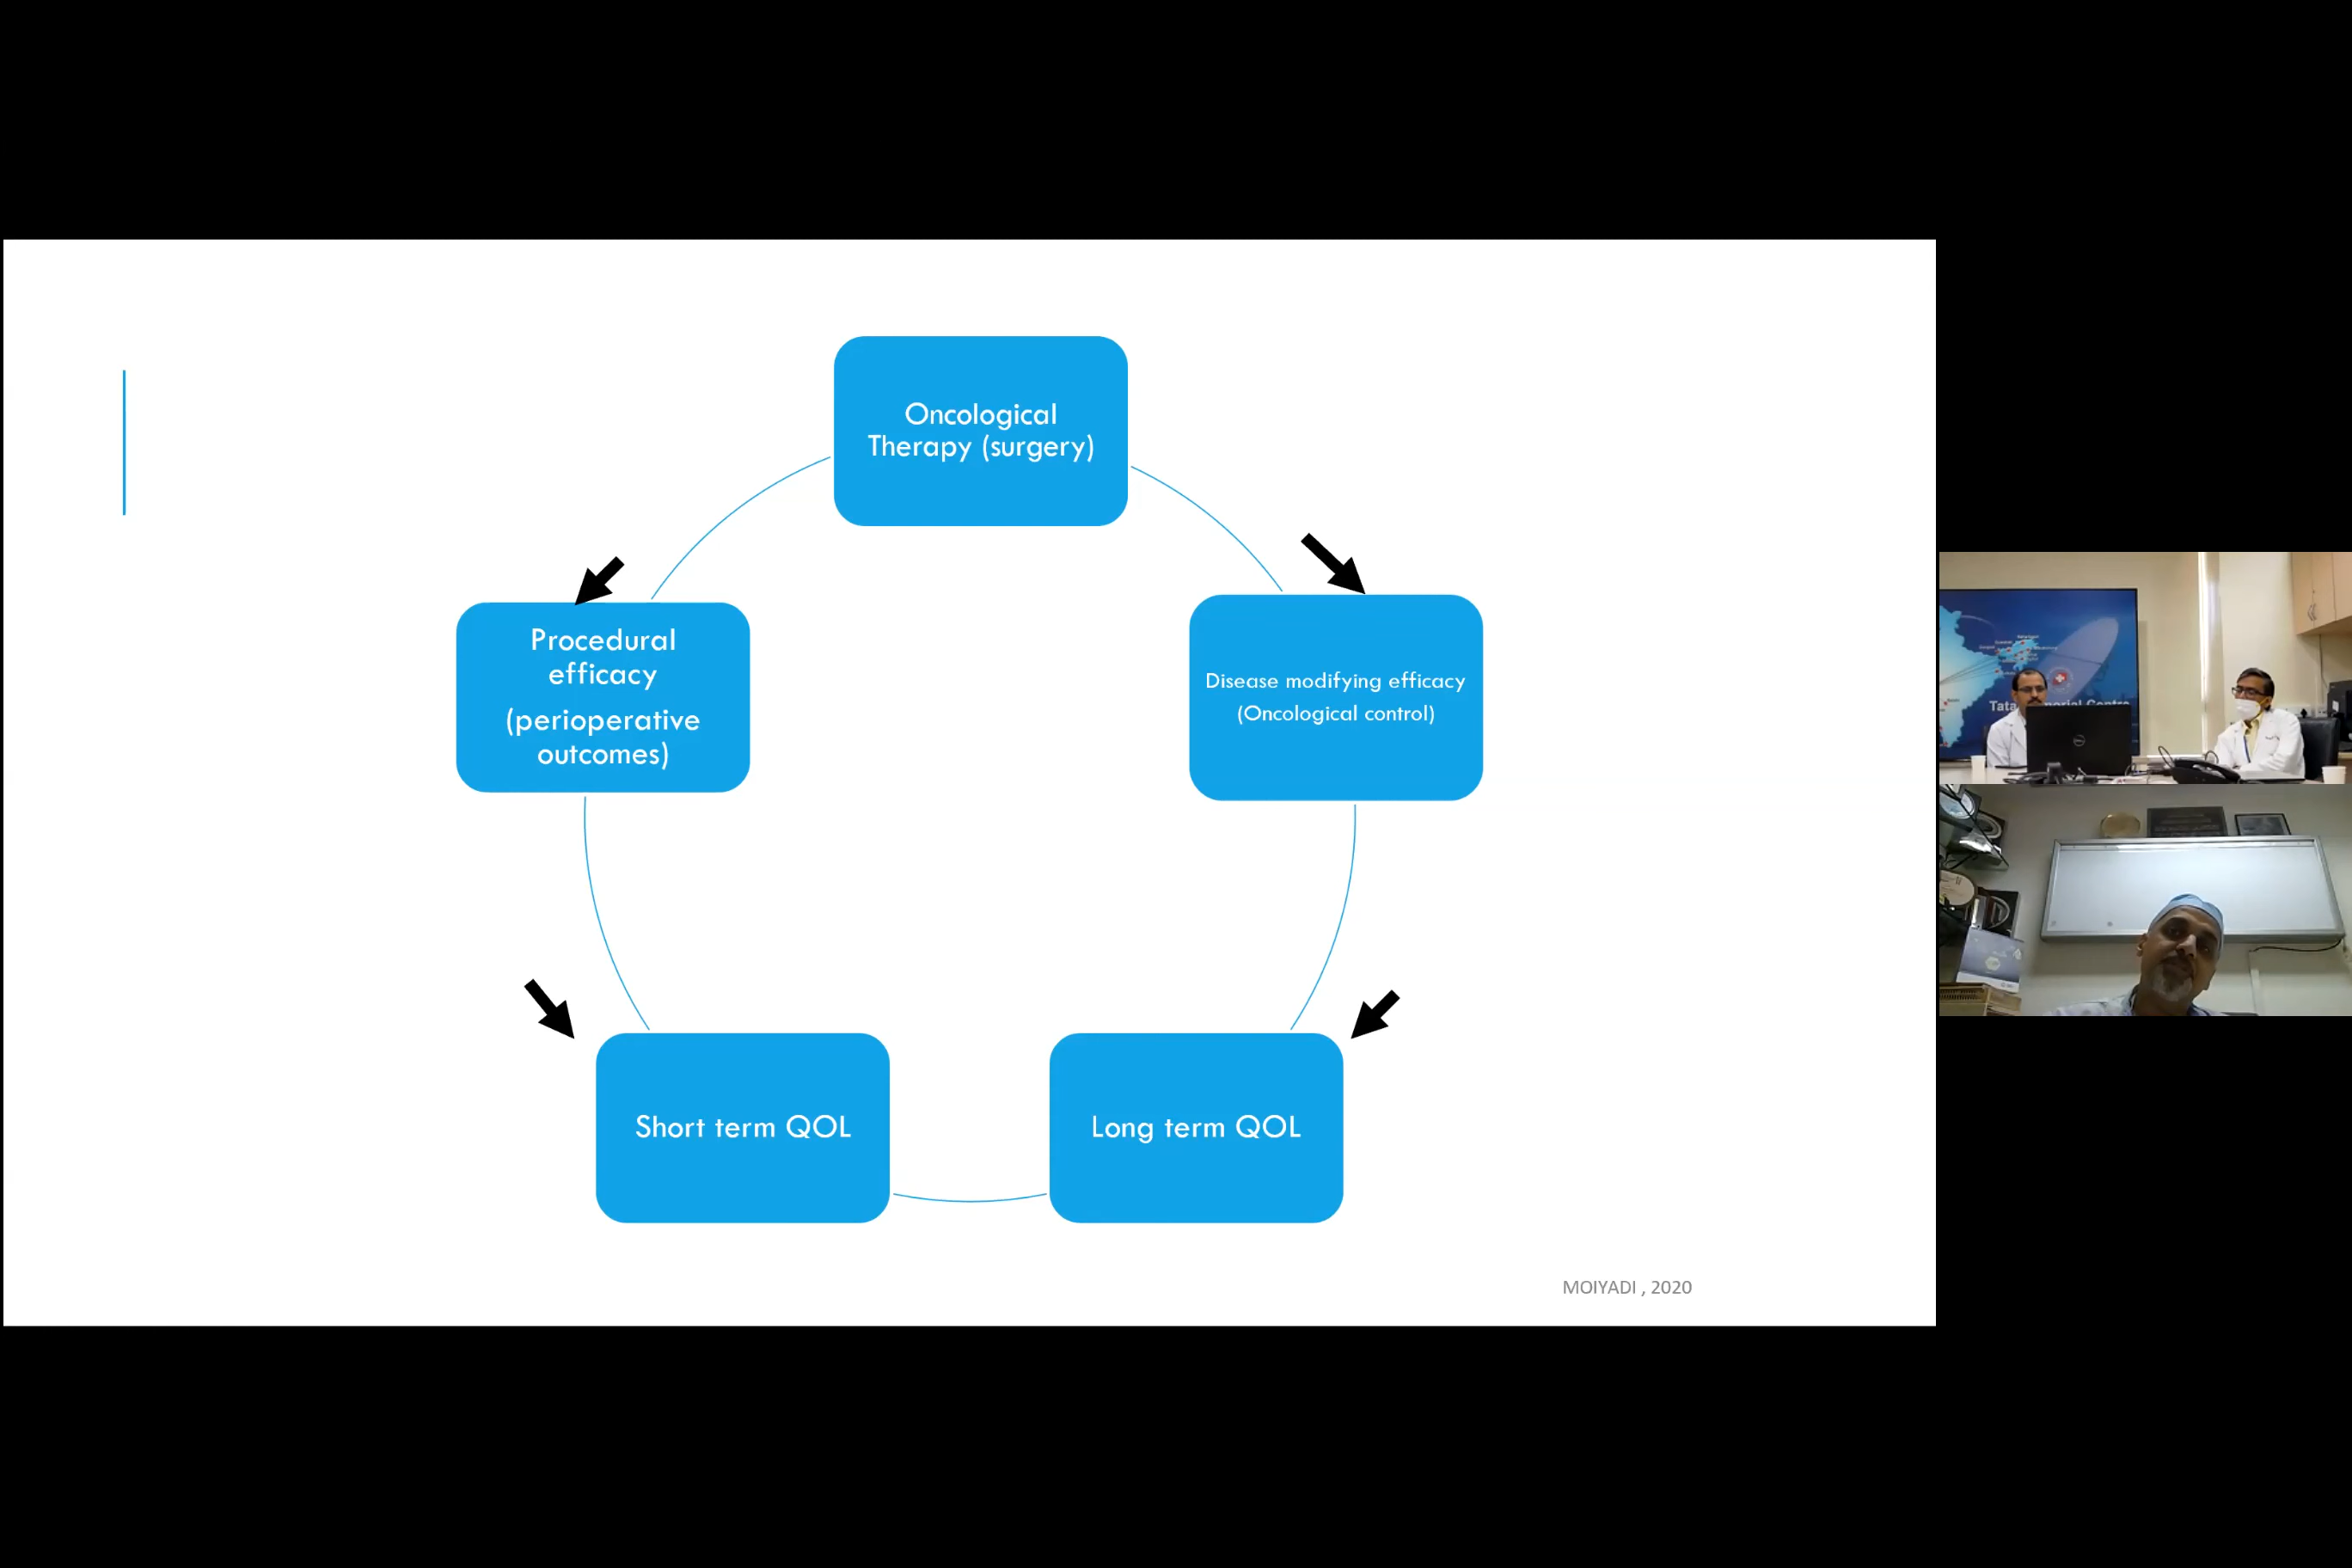 Oncological
Therapy (surgery)
Procedural
efficacy
(perioperative
outcomes)
Disease modifying efficacy
(Oncological control)
Short term QOL
Long term QOL
MOIYADI , 2020